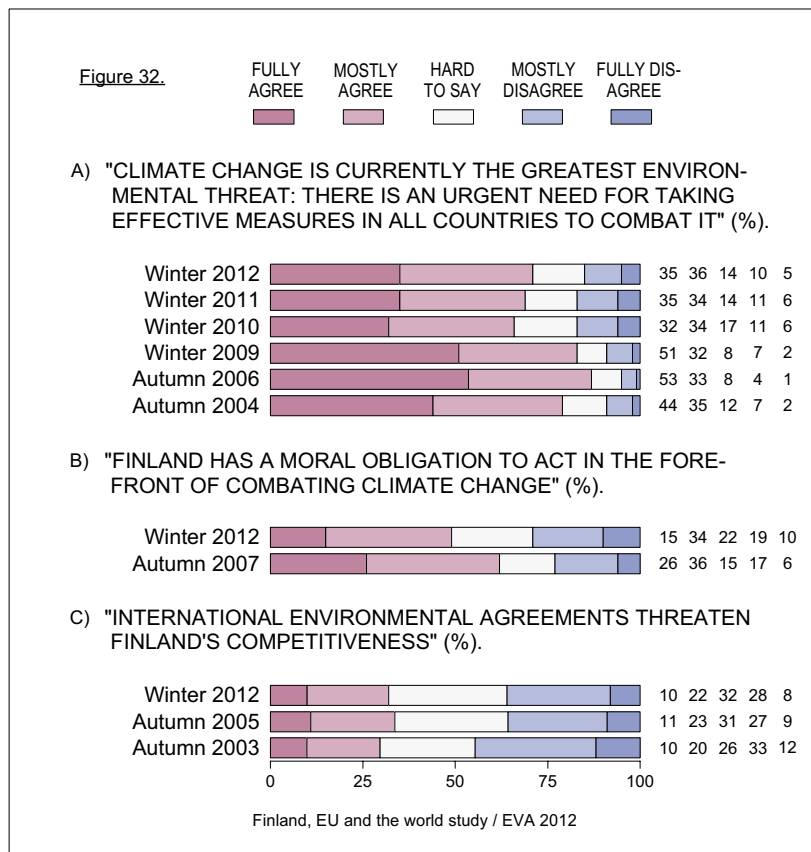 Figure 32.
FULLY AGREE
MOSTLY AGREE
HARD TO SAY
MOSTLY DISAGREE
FULLY DIS-AGREE
A) "CLIMATE CHANGE IS CURRENTLY THE GREATEST ENVIRON-
MENTAL THREAT: THERE IS AN URGENT NEED FOR TAKING
EFFECTIVE MEASURES IN ALL COUNTRIES TO COMBAT IT" (%).
Winter 2012 35 36 14 10 5
Winter 2011 35 34 14 11 6
Winter 2010 32 34 17 11 6
Winter 2009 51 32 8 7 2
Autumn 2006 53 33 8 4 1
Autumn 2004 44 35 12 7 2
B) "FINLAND HAS A MORAL OBLIGATION TO ACT IN THE FORE-
FRONT OF COMBATING CLIMATE CHANGE" (%).
Winter 2012 15 34 22 19 10
Autumn 2007 26 36 15 17 6
C) "INTERNATIONAL ENVIRONMENTAL AGREEMENTS THREATEN
FINLAND'S COMPETITIVENESS" (%).
Winter 2012 10 22 32 28 8
Autumn 2005 11 23 31 27 9
Autumn 2003 10 20 26 33 12
0 25 50 75 100
Finland, EU and the world study / EVA 2012